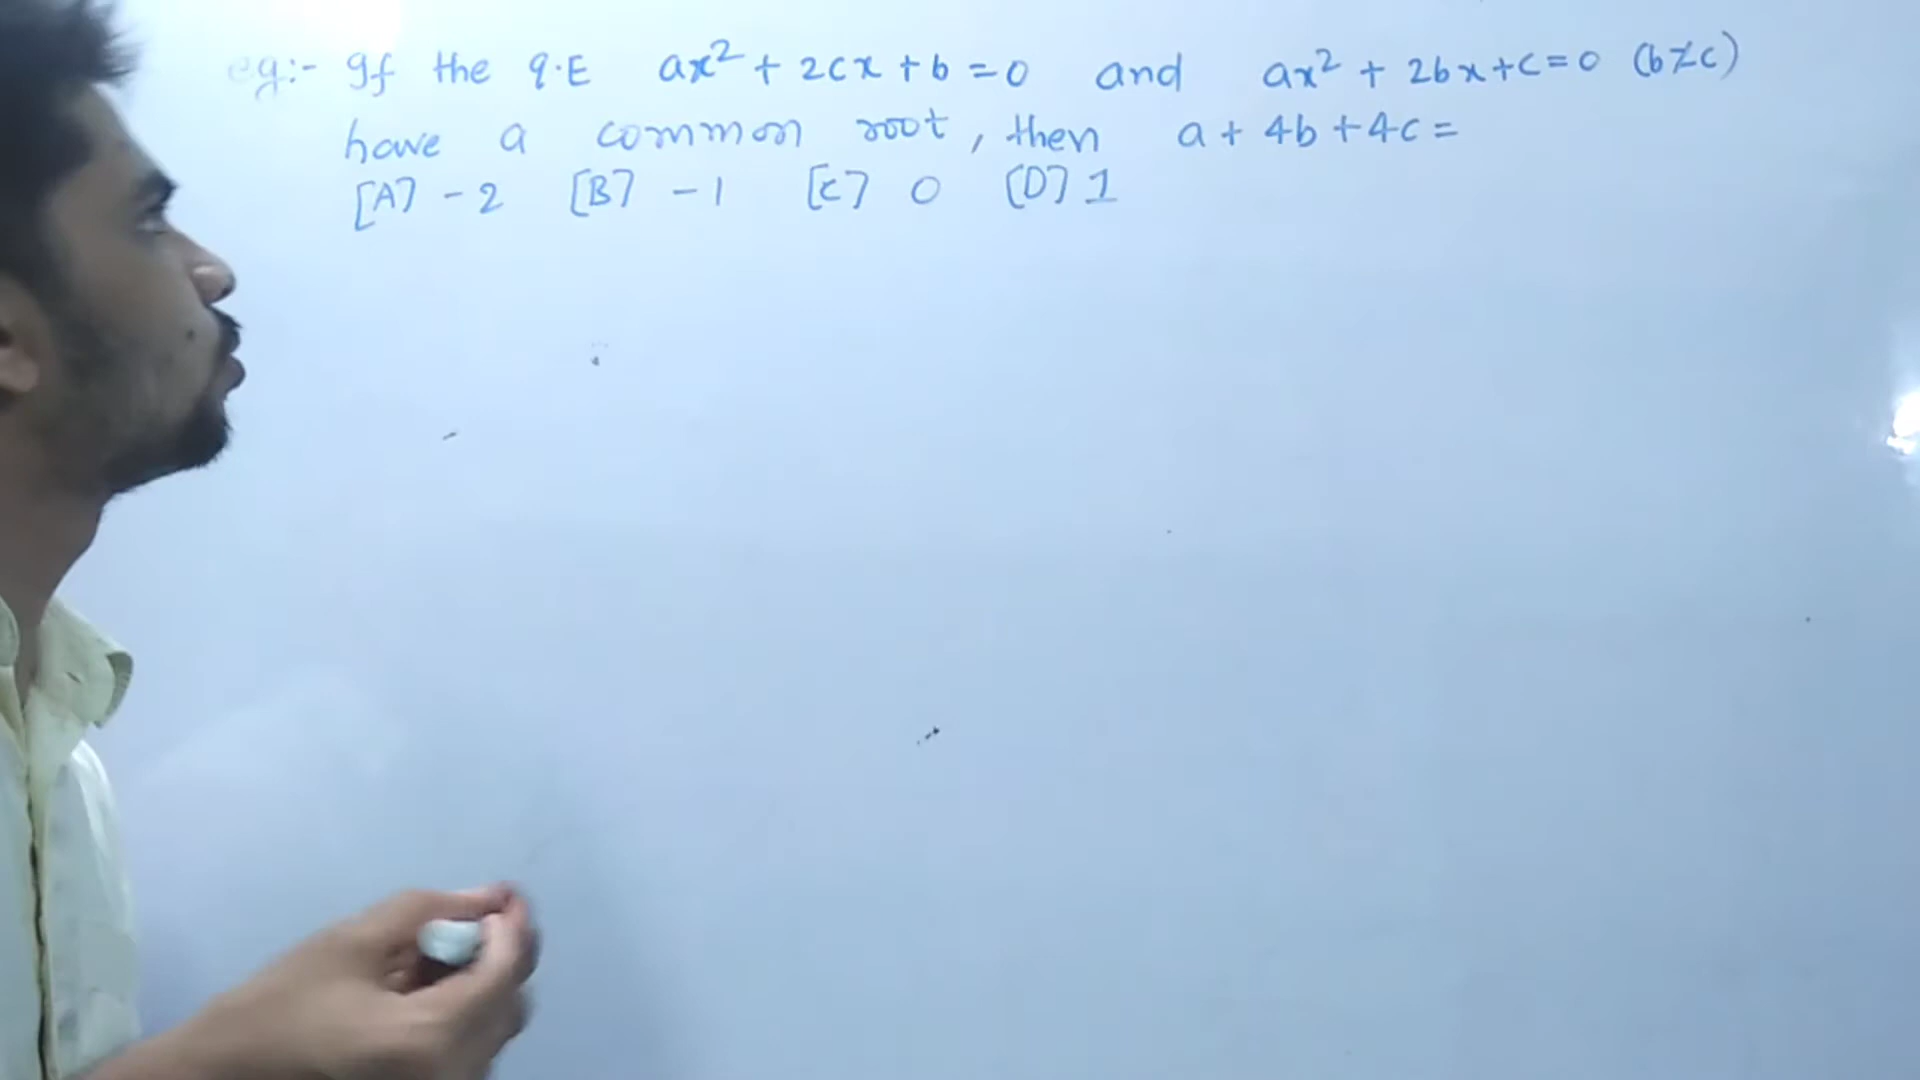 eg:- If the q.E ax² + 2cx + b = 0 and ax² + 2bx + c = 0 (b≠c)
have a common root, then a + 4b + 4c =
[A] -2 [B] -1 [C] 0 [D] 1